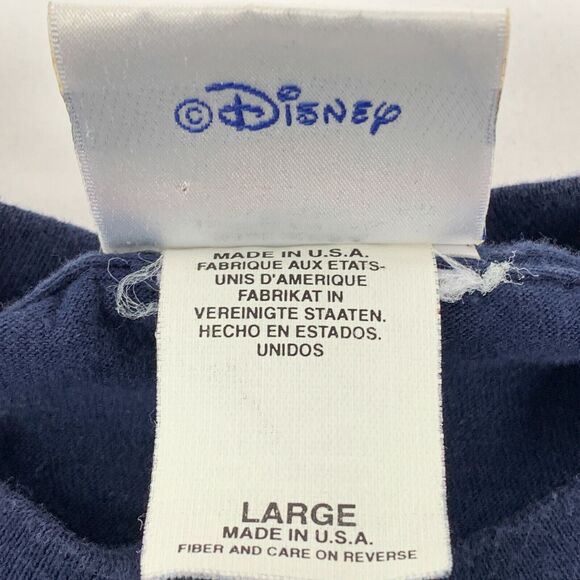 ©Disney
MADE IN U.S.A.
FABRIQUE AUX ETATS-
UNIS D'AMERIQUE
FABRIKAT IN
VEREINIGTE STAATEN.
HECHO EN ESTADOS.
UNIDOS
LARGE
MADE IN U.S.A.
FIBER AND CARE ON REVERSE